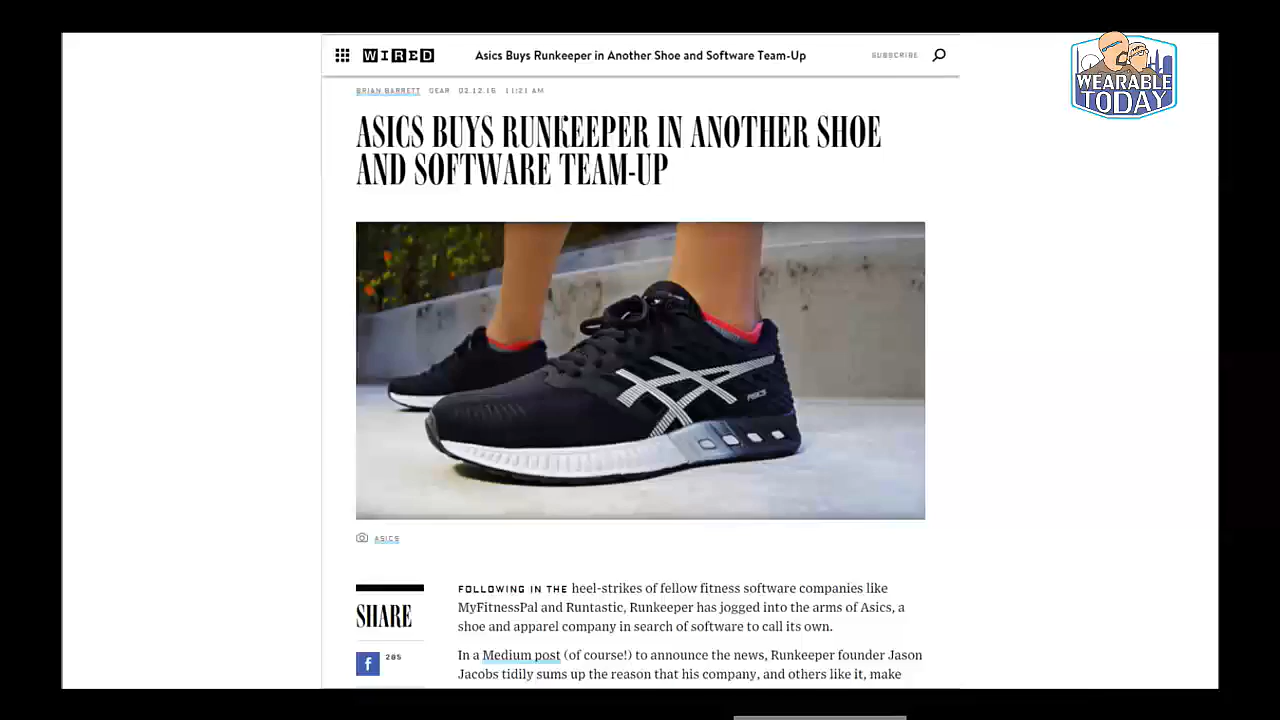 WIRED
Asics Buys Runkeeper in Another Shoe and Software Team-Up
SUBSCRIBE
WEARABLE
TODAY
BRIAN BARRETT GEAR 02.12.16 11:21 AM
ASICS BUYS RUNKEEPER IN ANOTHER SHOE
AND SOFTWARE TEAM-UP
ASICS
ASICS
SHARE
FOLLOWING IN THE heel-strikes of fellow fitness software companies like
MyFitnessPal and Runtastic, Runkeeper has jogged into the arms of Asics, a
shoe and apparel company in search of software to call its own.
f 285
In a Medium post (of course!) to announce the news, Runkeeper founder Jason
Jacobs tidily sums up the reason that his company, and others like it, make